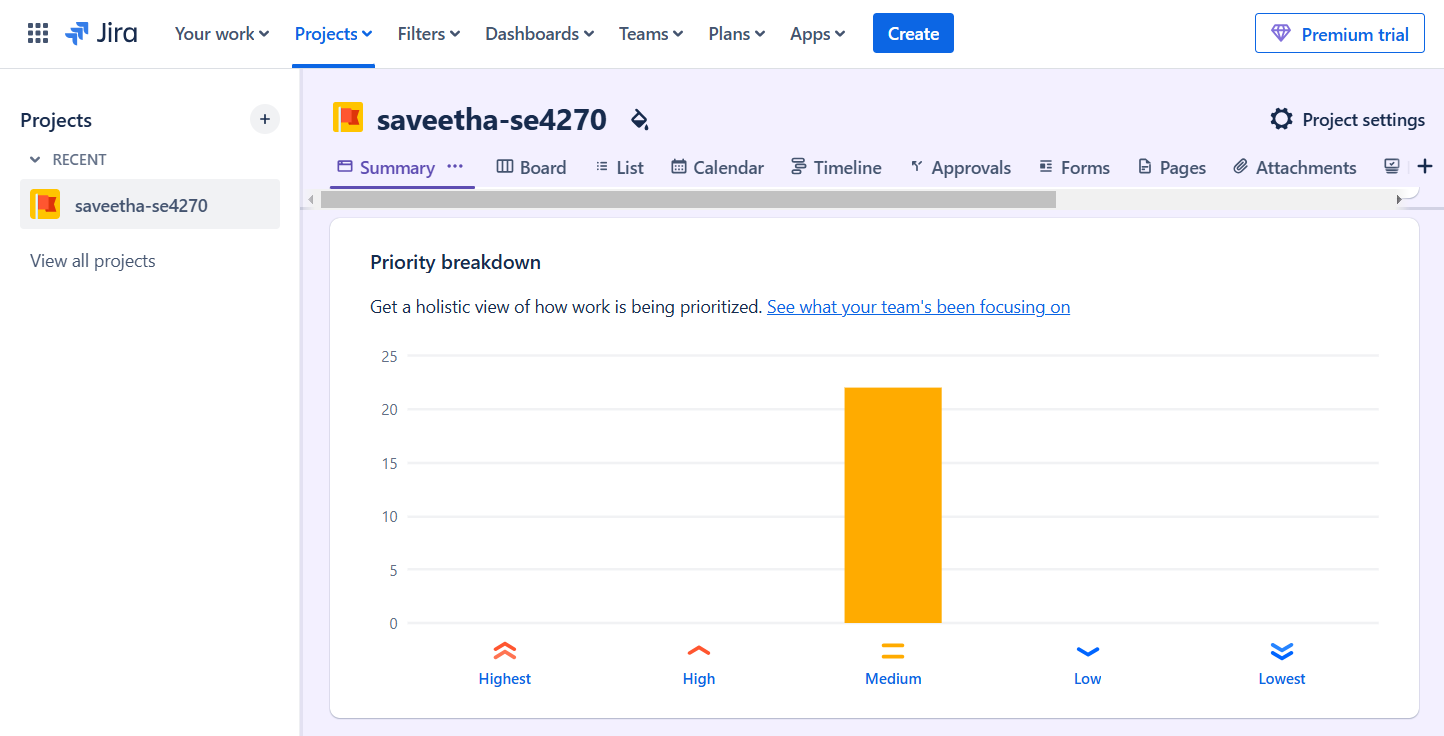 Jira Your work Projects Filters Dashboards Teams Plans Apps Create Premium trial
Projects
RECENT
saveetha-se4270
View all projects
saveetha-se4270
Project settings
Summary Board List Calendar Timeline Approvals Forms Pages Attachments
Priority breakdown
Get a holistic view of how work is being prioritized. See what your team's been focusing on
25
20
15
10
5
0
Highest High Medium Low Lowest